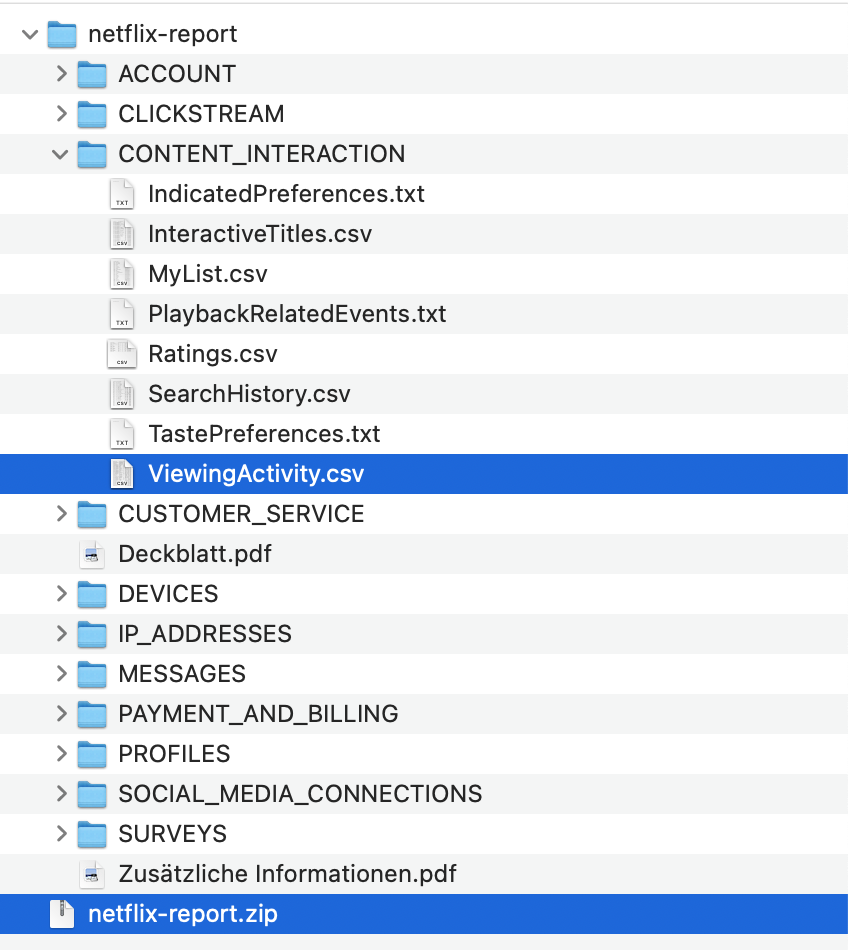 netflix-report
ACCOUNT
CLICKSTREAM
CONTENT_INTERACTION
TXT IndicatedPreferences.txt
CSV InteractiveTitles.csv
CSV MyList.csv
TXT PlaybackRelatedEvents.txt
CSV Ratings.csv
CSV SearchHistory.csv
TXT TastePreferences.txt
CSV ViewingActivity.csv
CUSTOMER_SERVICE
Deckblatt.pdf
DEVICES
IP_ADDRESSES
MESSAGES
PAYMENT_AND_BILLING
PROFILES
SOCIAL_MEDIA_CONNECTIONS
SURVEYS
Zusätzliche Informationen.pdf
netflix-report.zip